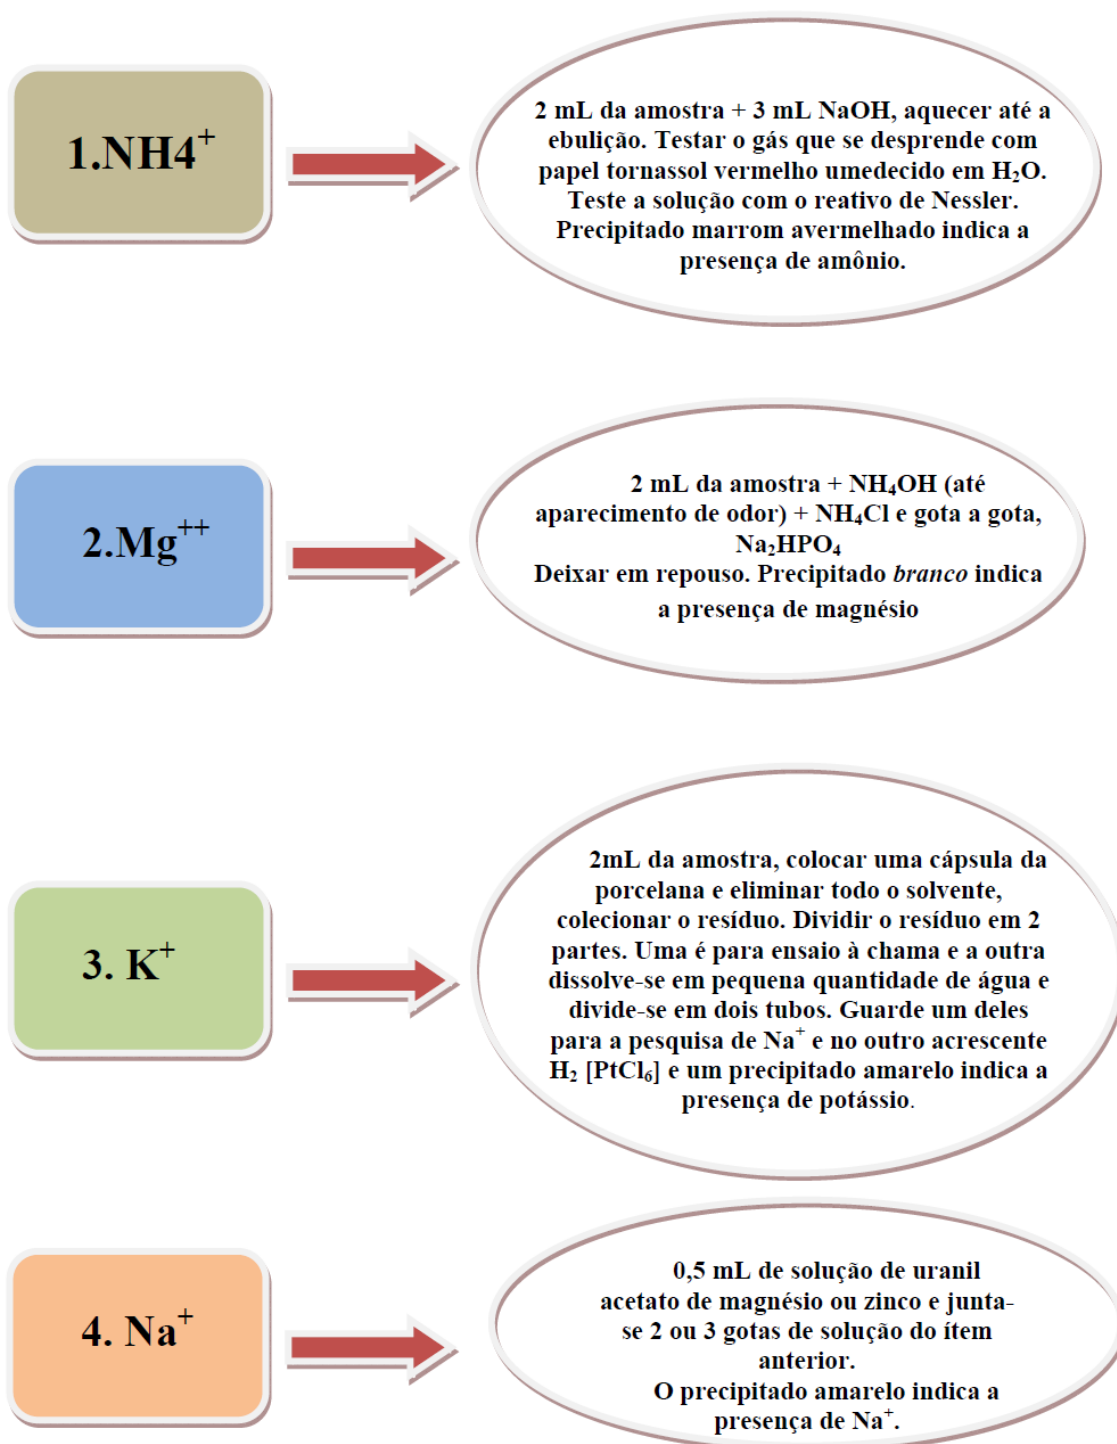 1.NH4⁺
2 mL da amostra + 3 mL NaOH, aquecer até a
ebulição. Testar o gás que se desprende com
papel tornassol vermelho umedecido em H₂O.
Teste a solução com o reativo de Nessler.
Precipitado marrom avermelhado indica a
presença de amônio.
2.Mg⁺⁺
2 mL da amostra + NH₄OH (até
aparecimento de odor) + NH₄Cl e gota a gota,
Na₂HPO₄
Deixar em repouso. Precipitado branco indica
a presença de magnésio
3. K⁺
2mL da amostra, colocar uma cápsula da
porcelana e eliminar todo o solvente,
colecionar o resíduo. Dividir o resíduo em 2
partes. Uma é para ensaio à chama e a outra
dissolve-se em pequena quantidade de água e
divide-se em dois tubos. Guarde um deles
para a pesquisa de Na⁺ e no outro acrescente
H₂ [PtCl₆] e um precipitado amarelo indica a
presença de potássio.
4. Na⁺
0,5 mL de solução de uranil
acetato de magnésio ou zinco e junta-
se 2 ou 3 gotas de solução do ítem
anterior.
O precipitado amarelo indica a
presença de Na⁺.